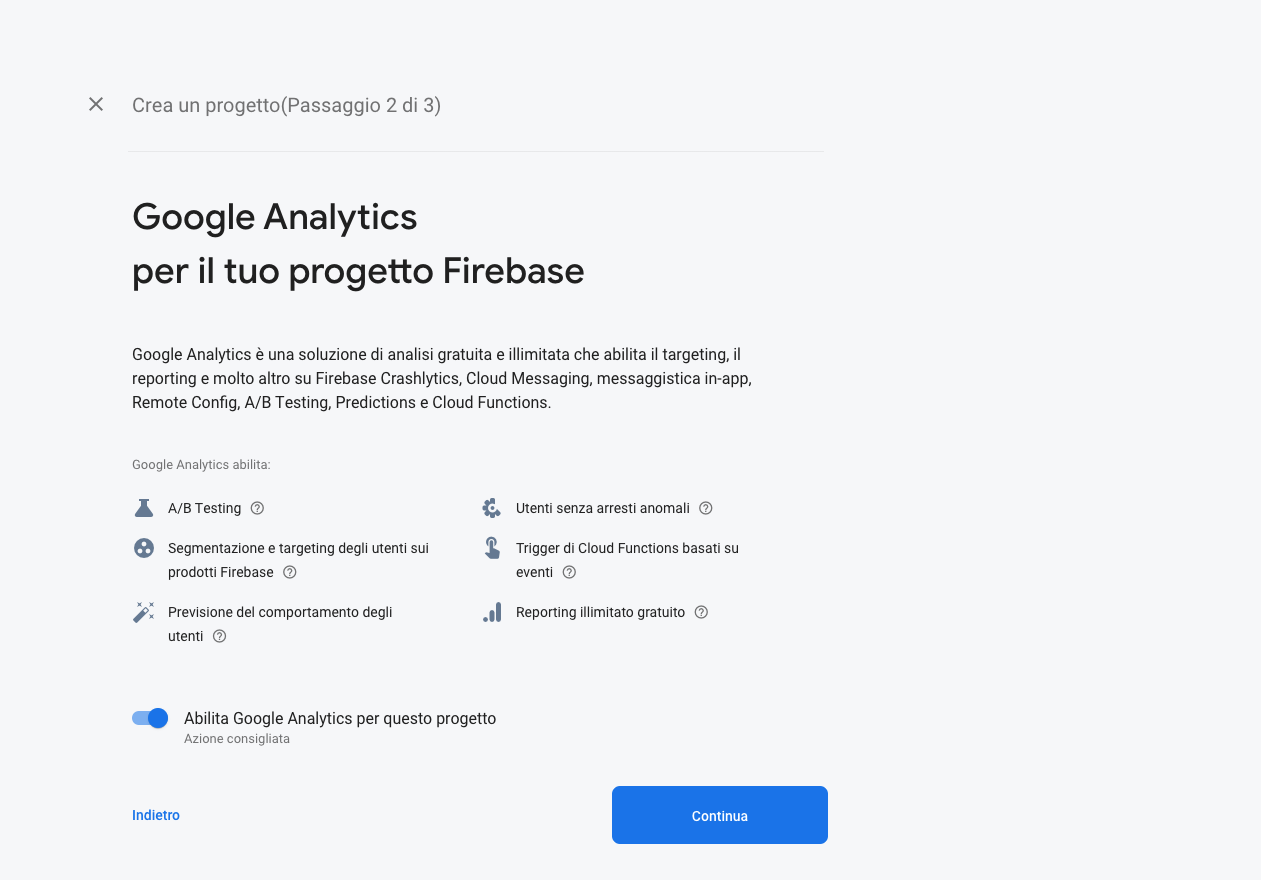 Crea un progetto(Passaggio 2 di 3)
Google Analytics
per il tuo progetto Firebase
Google Analytics è una soluzione di analisi gratuita e illimitata che abilita il targeting, il
reporting e molto altro su Firebase Crashlytics, Cloud Messaging, messaggistica in-app,
Remote Config, A/B Testing, Predictions e Cloud Functions.
Google Analytics abilita:
A/B Testing
Utenti senza arresti anomali
Segmentazione e targeting degli utenti sui
prodotti Firebase
Trigger di Cloud Functions basati su
eventi
Previsione del comportamento degli
utenti
Reporting illimitato gratuito
Abilita Google Analytics per questo progetto
Azione consigliata
Indietro
Continua